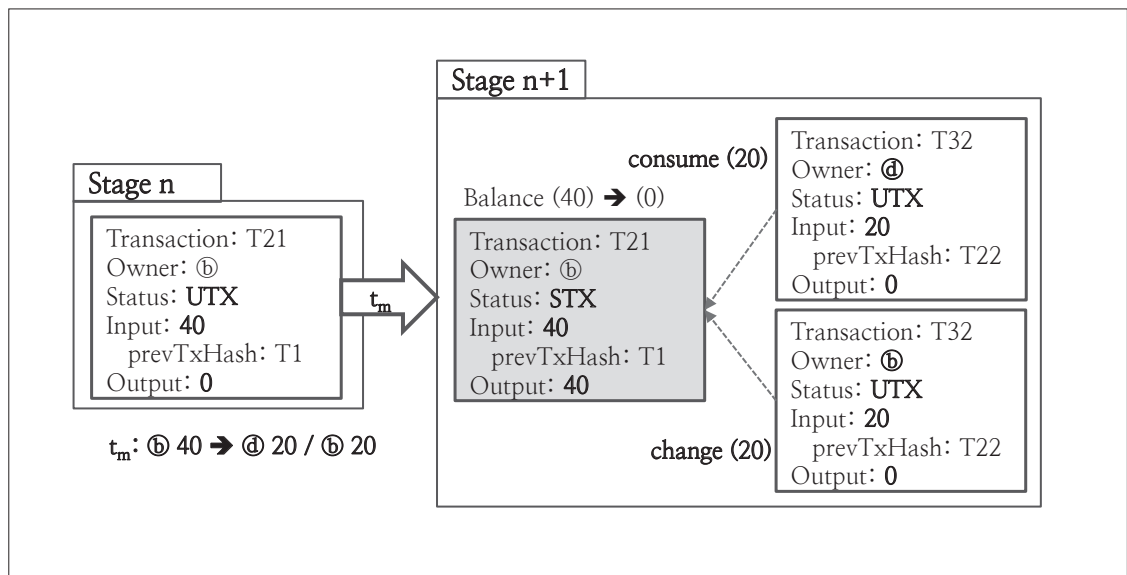 Stage n+1
Stage n
Transaction: T21
Owner: ⓑ
Status: UTX
Input: 40
prevTxHash: T1
Output: 0
tₘ
tₘ: ⓑ 40 ➔ ⓓ 20 / ⓑ 20
Balance (40) ➔ (0)
Transaction: T21
Owner: ⓑ
Status: STX
Input: 40
prevTxHash: T1
Output: 40
consume (20)
Transaction: T32
Owner: ⓓ
Status: UTX
Input: 20
prevTxHash: T22
Output: 0
change (20)
Transaction: T32
Owner: ⓑ
Status: UTX
Input: 20
prevTxHash: T22
Output: 0